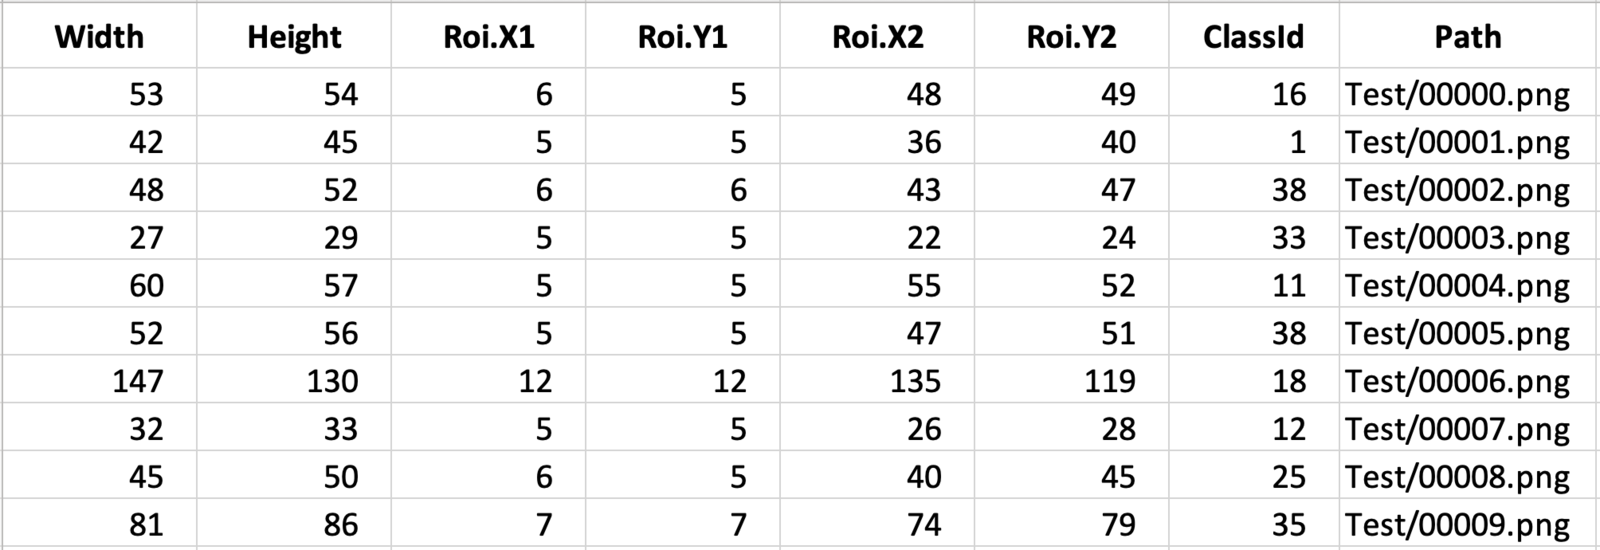 Width Height Roi.X1 Roi.Y1 Roi.X2 Roi.Y2 ClassId Path
53 54 6 5 48 49 16 Test/00000.png
42 45 5 5 36 40 1 Test/00001.png
48 52 6 6 43 47 38 Test/00002.png
27 29 5 5 22 24 33 Test/00003.png
60 57 5 5 55 52 11 Test/00004.png
52 56 5 5 47 51 38 Test/00005.png
147 130 12 12 135 119 18 Test/00006.png
32 33 5 5 26 28 12 Test/00007.png
45 50 6 5 40 45 25 Test/00008.png
81 86 7 7 74 79 35 Test/00009.png